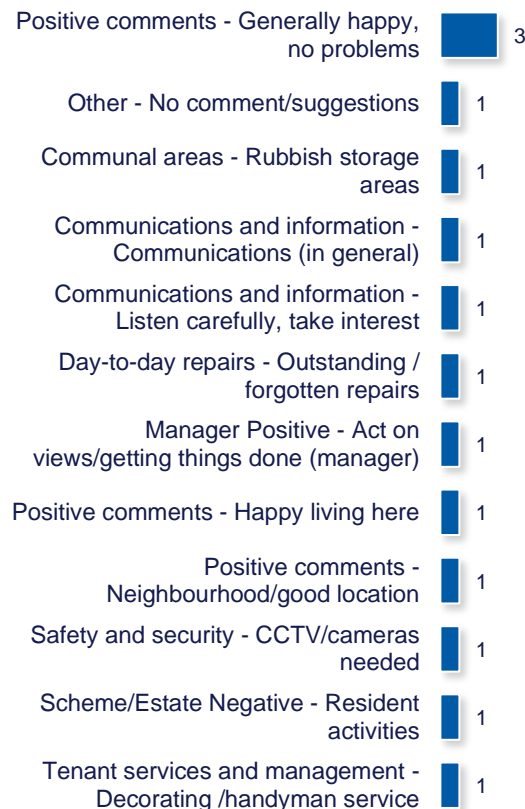 Positive comments - Generally happy,
no problems
3
Other - No comment/suggestions
1
Communal areas - Rubbish storage
areas
1
Communications and information -
Communications (in general)
1
Communications and information -
Listen carefully, take interest
1
Day-to-day repairs - Outstanding /
forgotten repairs
1
Manager Positive - Act on
views/getting things done (manager)
1
Positive comments - Happy living here
1
Positive comments -
Neighbourhood/good location
1
Safety and security - CCTV/cameras
needed
1
Scheme/Estate Negative - Resident
activities
1
Tenant services and management -
Decorating /handyman service
1